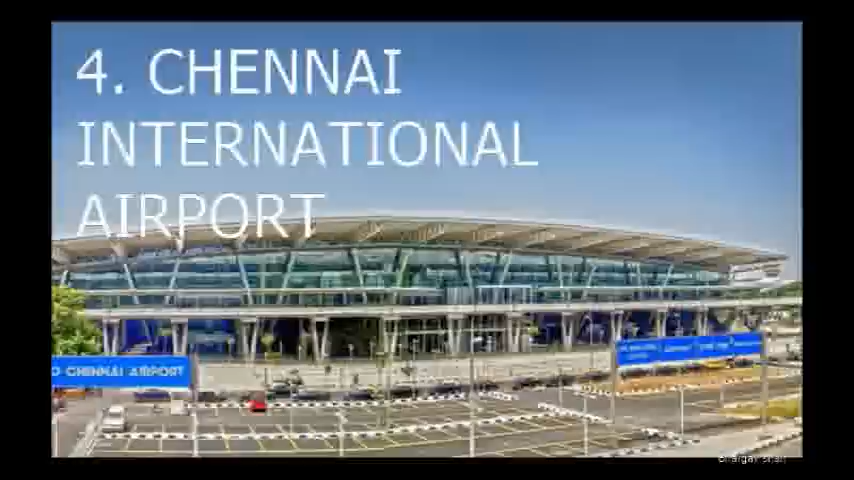 4. CHENNAI
INTERNATIONAL
AIRPORT
O CHENNAI AIRPORT